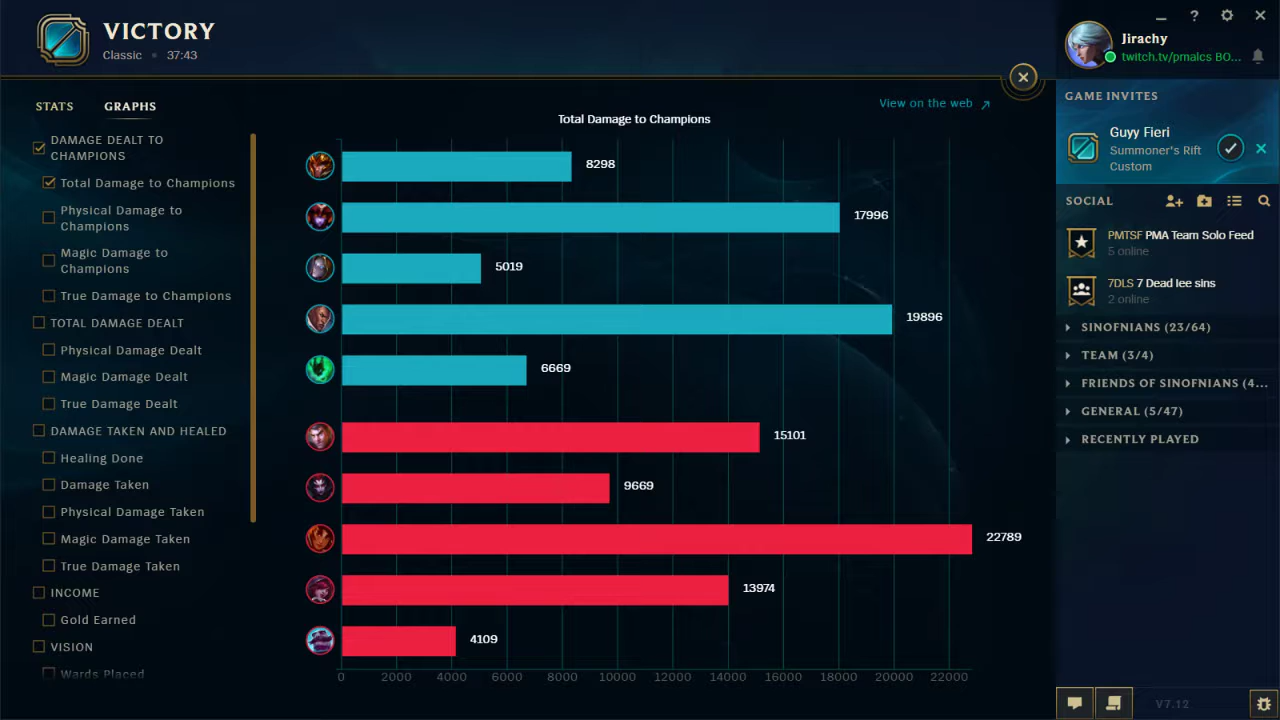 VICTORY
Classic • 37:43
STATS
GRAPHS
View on the web
DAMAGE DEALT TO
CHAMPIONS
Total Damage to Champions
Physical Damage to
Champions
Magic Damage to
Champions
True Damage to Champions
TOTAL DAMAGE DEALT
Physical Damage Dealt
Magic Damage Dealt
True Damage Dealt
DAMAGE TAKEN AND HEALED
Healing Done
Damage Taken
Physical Damage Taken
Magic Damage Taken
True Damage Taken
INCOME
Gold Earned
VISION
Wards Placed
Total Damage to Champions
8298
17996
5019
19896
6669
15101
9669
22789
13974
4109
0 2000 4000 6000 8000 10000 12000 14000 16000 18000 20000 22000
?
Jirachy
twitch.tv/pmalcs BO...
GAME INVITES
Guyy Fieri
Summoner's Rift
Custom
SOCIAL
PMTSF PMA Team Solo Feed
5 online
7DLS 7 Dead lee sins
2 online
SINOFNIANS (23/64)
TEAM (3/4)
FRIENDS OF SINOFNIANS (4...
GENERAL (5/47)
RECENTLY PLAYED
V7.12